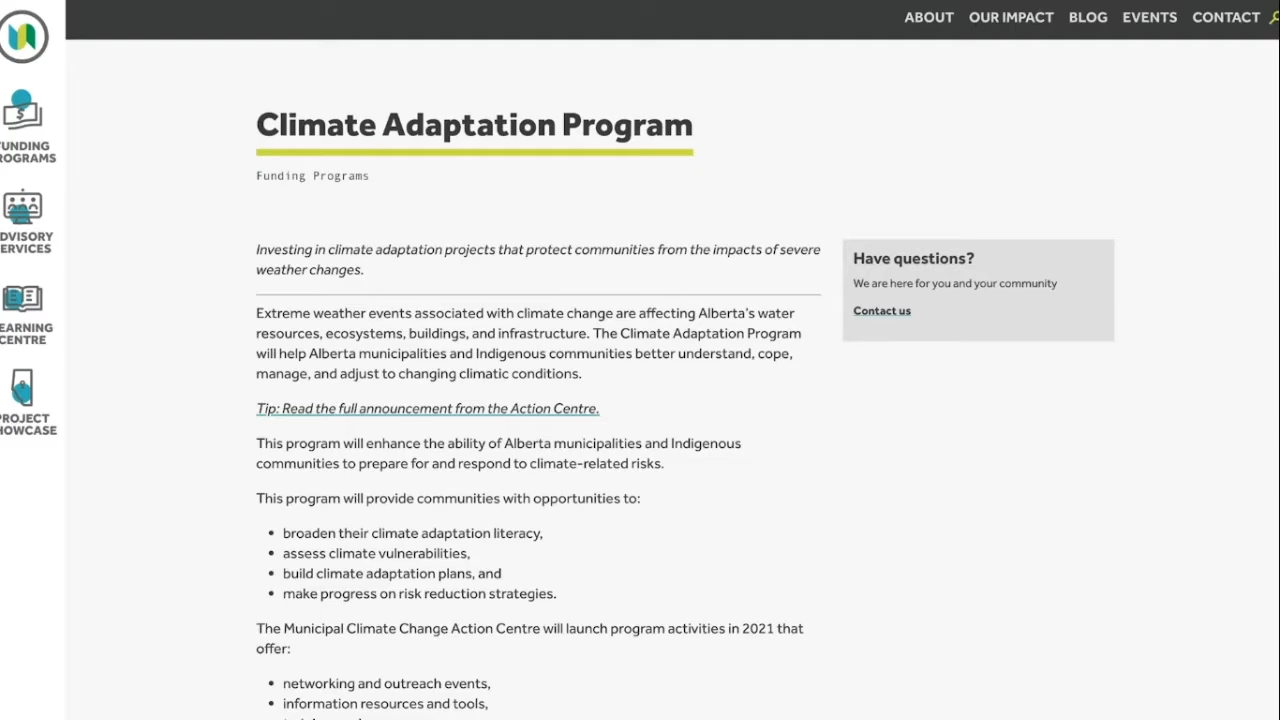 ABOUT OUR IMPACT BLOG EVENTS CONTACT
FUNDING
PROGRAMS
ADVISORY
SERVICES
LEARNING
CENTRE
PROJECT
SHOWCASE
Climate Adaptation Program
Funding Programs
Investing in climate adaptation projects that protect communities from the impacts of severe
weather changes.
Extreme weather events associated with climate change are affecting Alberta's water
resources, ecosystems, buildings, and infrastructure. The Climate Adaptation Program
will help Alberta municipalities and Indigenous communities better understand, cope,
manage, and adjust to changing climatic conditions.
Tip: Read the full announcement from the Action Centre.
This program will enhance the ability of Alberta municipalities and Indigenous
communities to prepare for and respond to climate-related risks.
This program will provide communities with opportunities to:
• broaden their climate adaptation literacy,
• assess climate vulnerabilities,
• build climate adaptation plans, and
• make progress on risk reduction strategies.
The Municipal Climate Change Action Centre will launch program activities in 2021 that
offer:
• networking and outreach events,
• information resources and tools,
Have questions?
We are here for you and your community
Contact us